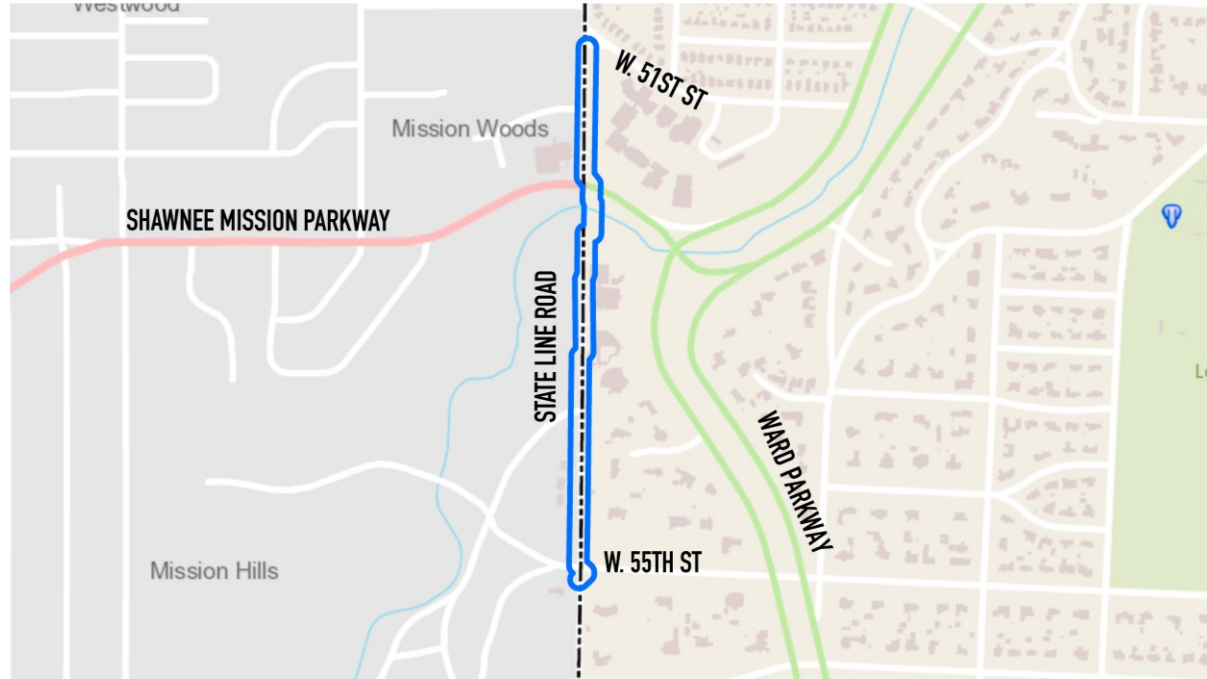 Westwood
W. 51ST ST
Mission Woods
SHAWNEE MISSION PARKWAY
STATE LINE ROAD
WARD PARKWAY
W. 55TH ST
Mission Hills